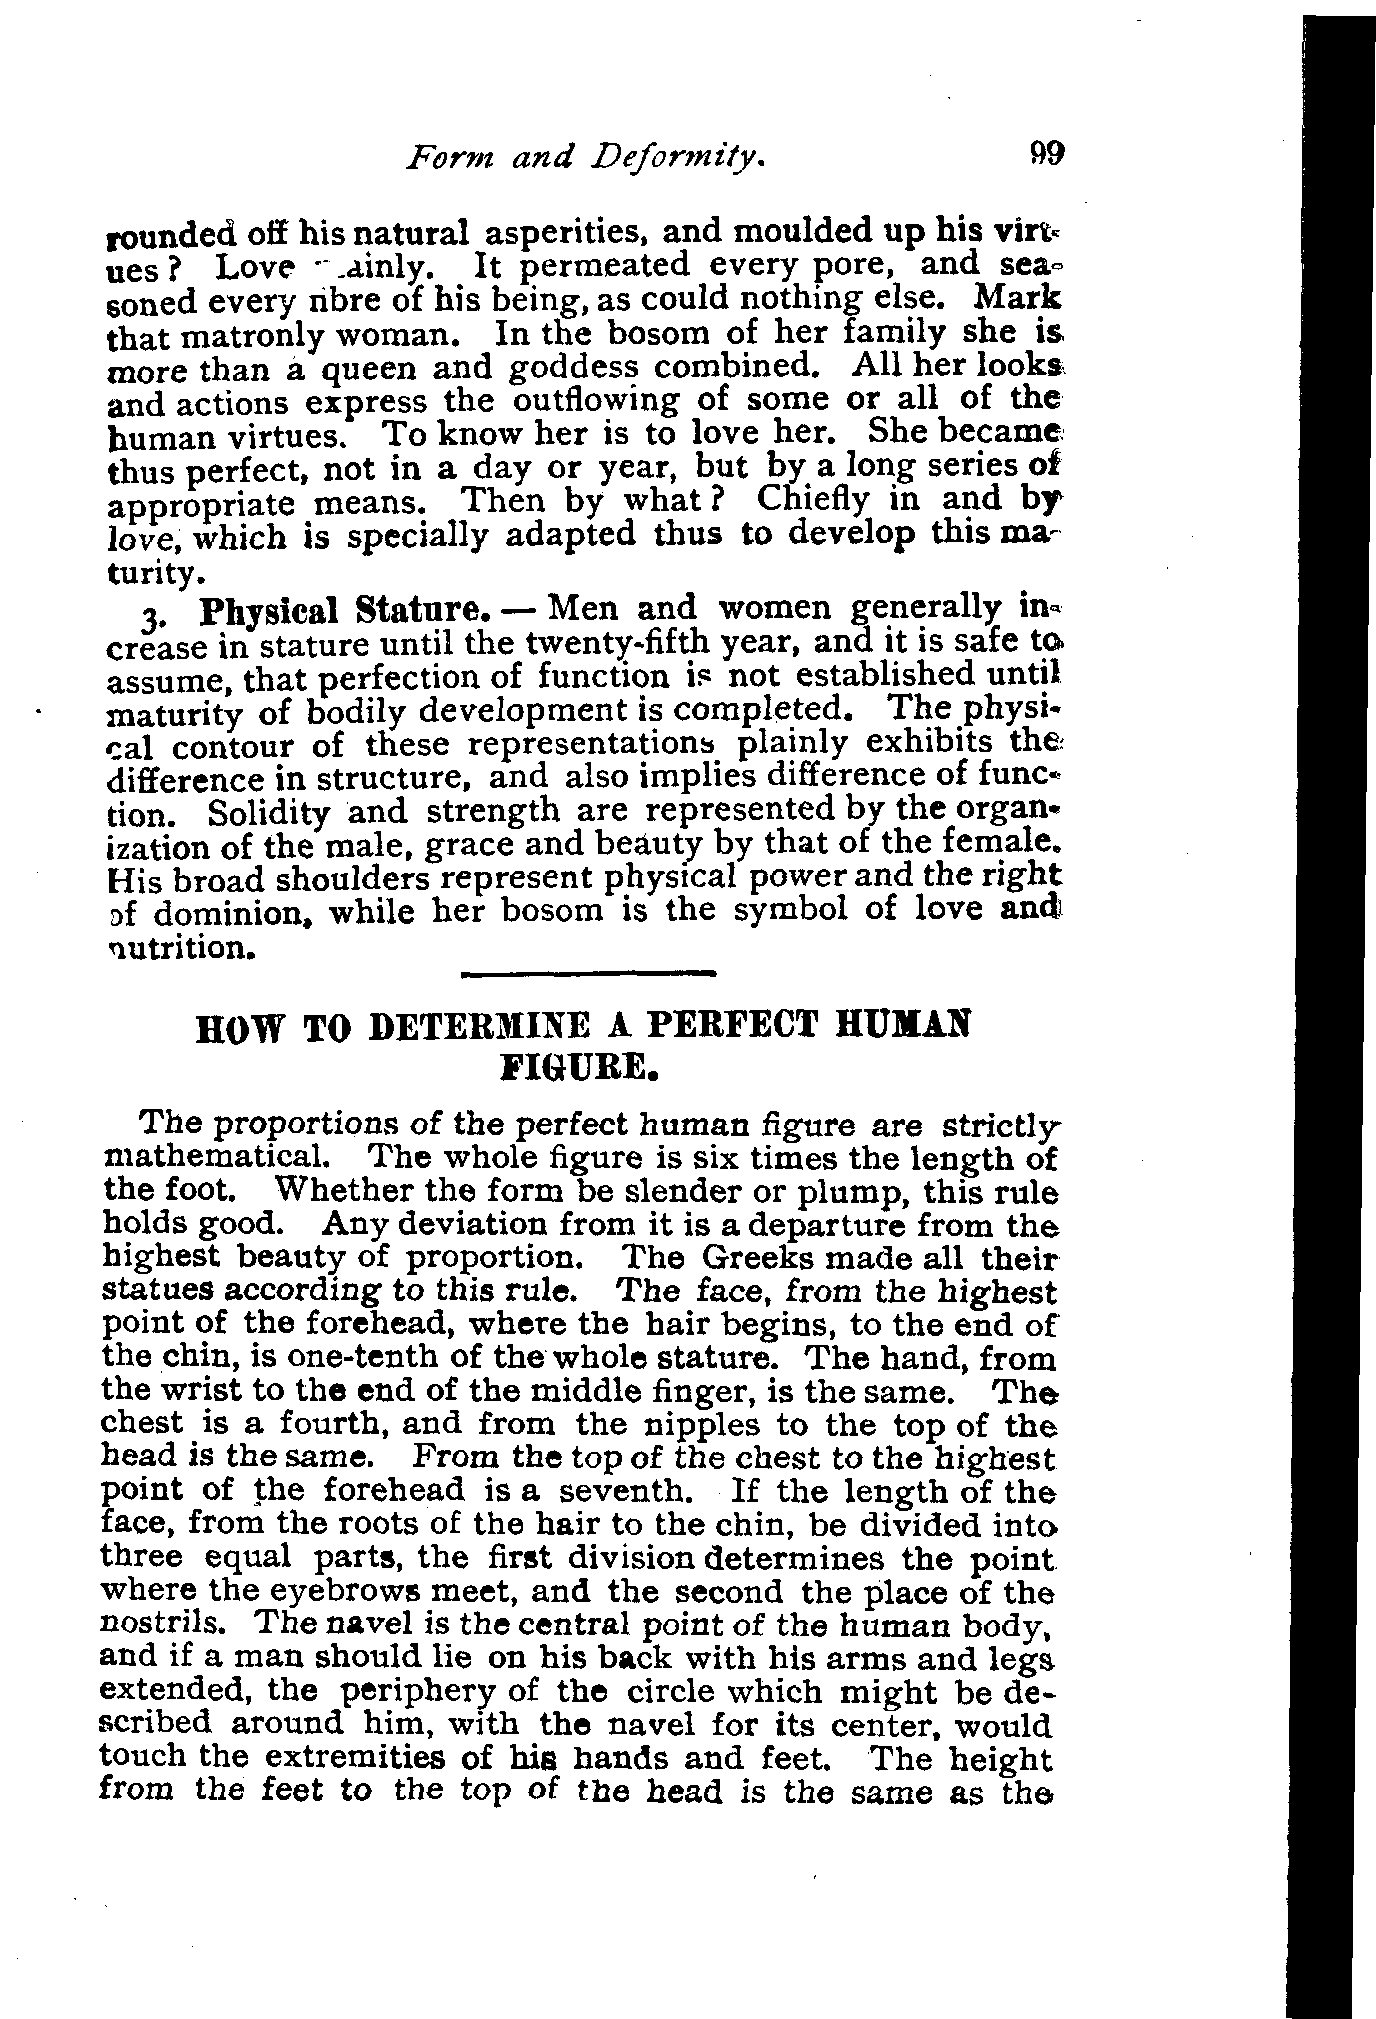 Form and Deformity. 99
rounded off his natural asperities, and moulded up his virt-
ues? Love It permeated every pore, and sea-
soned every fibre of his being, as could nothing else. Mark
that matronly woman. In the bosom of her family she is
more than a queen and goddess combined. All her looks
and actions express the outflowing of some or all of the
human virtues. To know her is to love her. She became
thus perfect, not in a day or year, but by a long series of
appropriate means. Then by what? Chiefly in and by
love, which is specially adapted thus to develop this ma-
turity.
3. Physical Stature. — Men and women generally in-
crease in stature until the twenty-fifth year, and it is safe to
assume, that perfection of function is not established until
maturity of bodily development is completed. The physi-
cal contour of these representations plainly exhibits the
difference in structure, and also implies difference of func-
tion. Solidity and strength are represented by the organ-
ization of the male, grace and beauty by that of the female.
His broad shoulders represent physical power and the right
of dominion, while her bosom is the symbol of love and
nutrition.
HOW TO DETERMINE A PERFECT HUMAN
FIGURE.
The proportions of the perfect human figure are strictly
mathematical. The whole figure is six times the length of
the foot. Whether the form be slender or plump, this rule
holds good. Any deviation from it is a departure from the
highest beauty of proportion. The Greeks made all their
statues according to this rule. The face, from the highest
point of the forehead, where the hair begins, to the end of
the chin, is one-tenth of the whole stature. The hand, from
the wrist to the end of the middle finger, is the same. The
chest is a fourth, and from the nipples to the top of the
head is the same. From the top of the chest to the highest
point of the forehead is a seventh. If the length of the
face, from the roots of the hair to the chin, be divided into
three equal parts, the first division determines the point
where the eyebrows meet, and the second the place of the
nostrils. The navel is the central point of the human body,
and if a man should lie on his back with his arms and legs
extended, the periphery of the circle which might be de-
scribed around him, with the navel for its center, would
touch the extremities of his hands and feet. The height
from the feet to the top of the head is the same as the